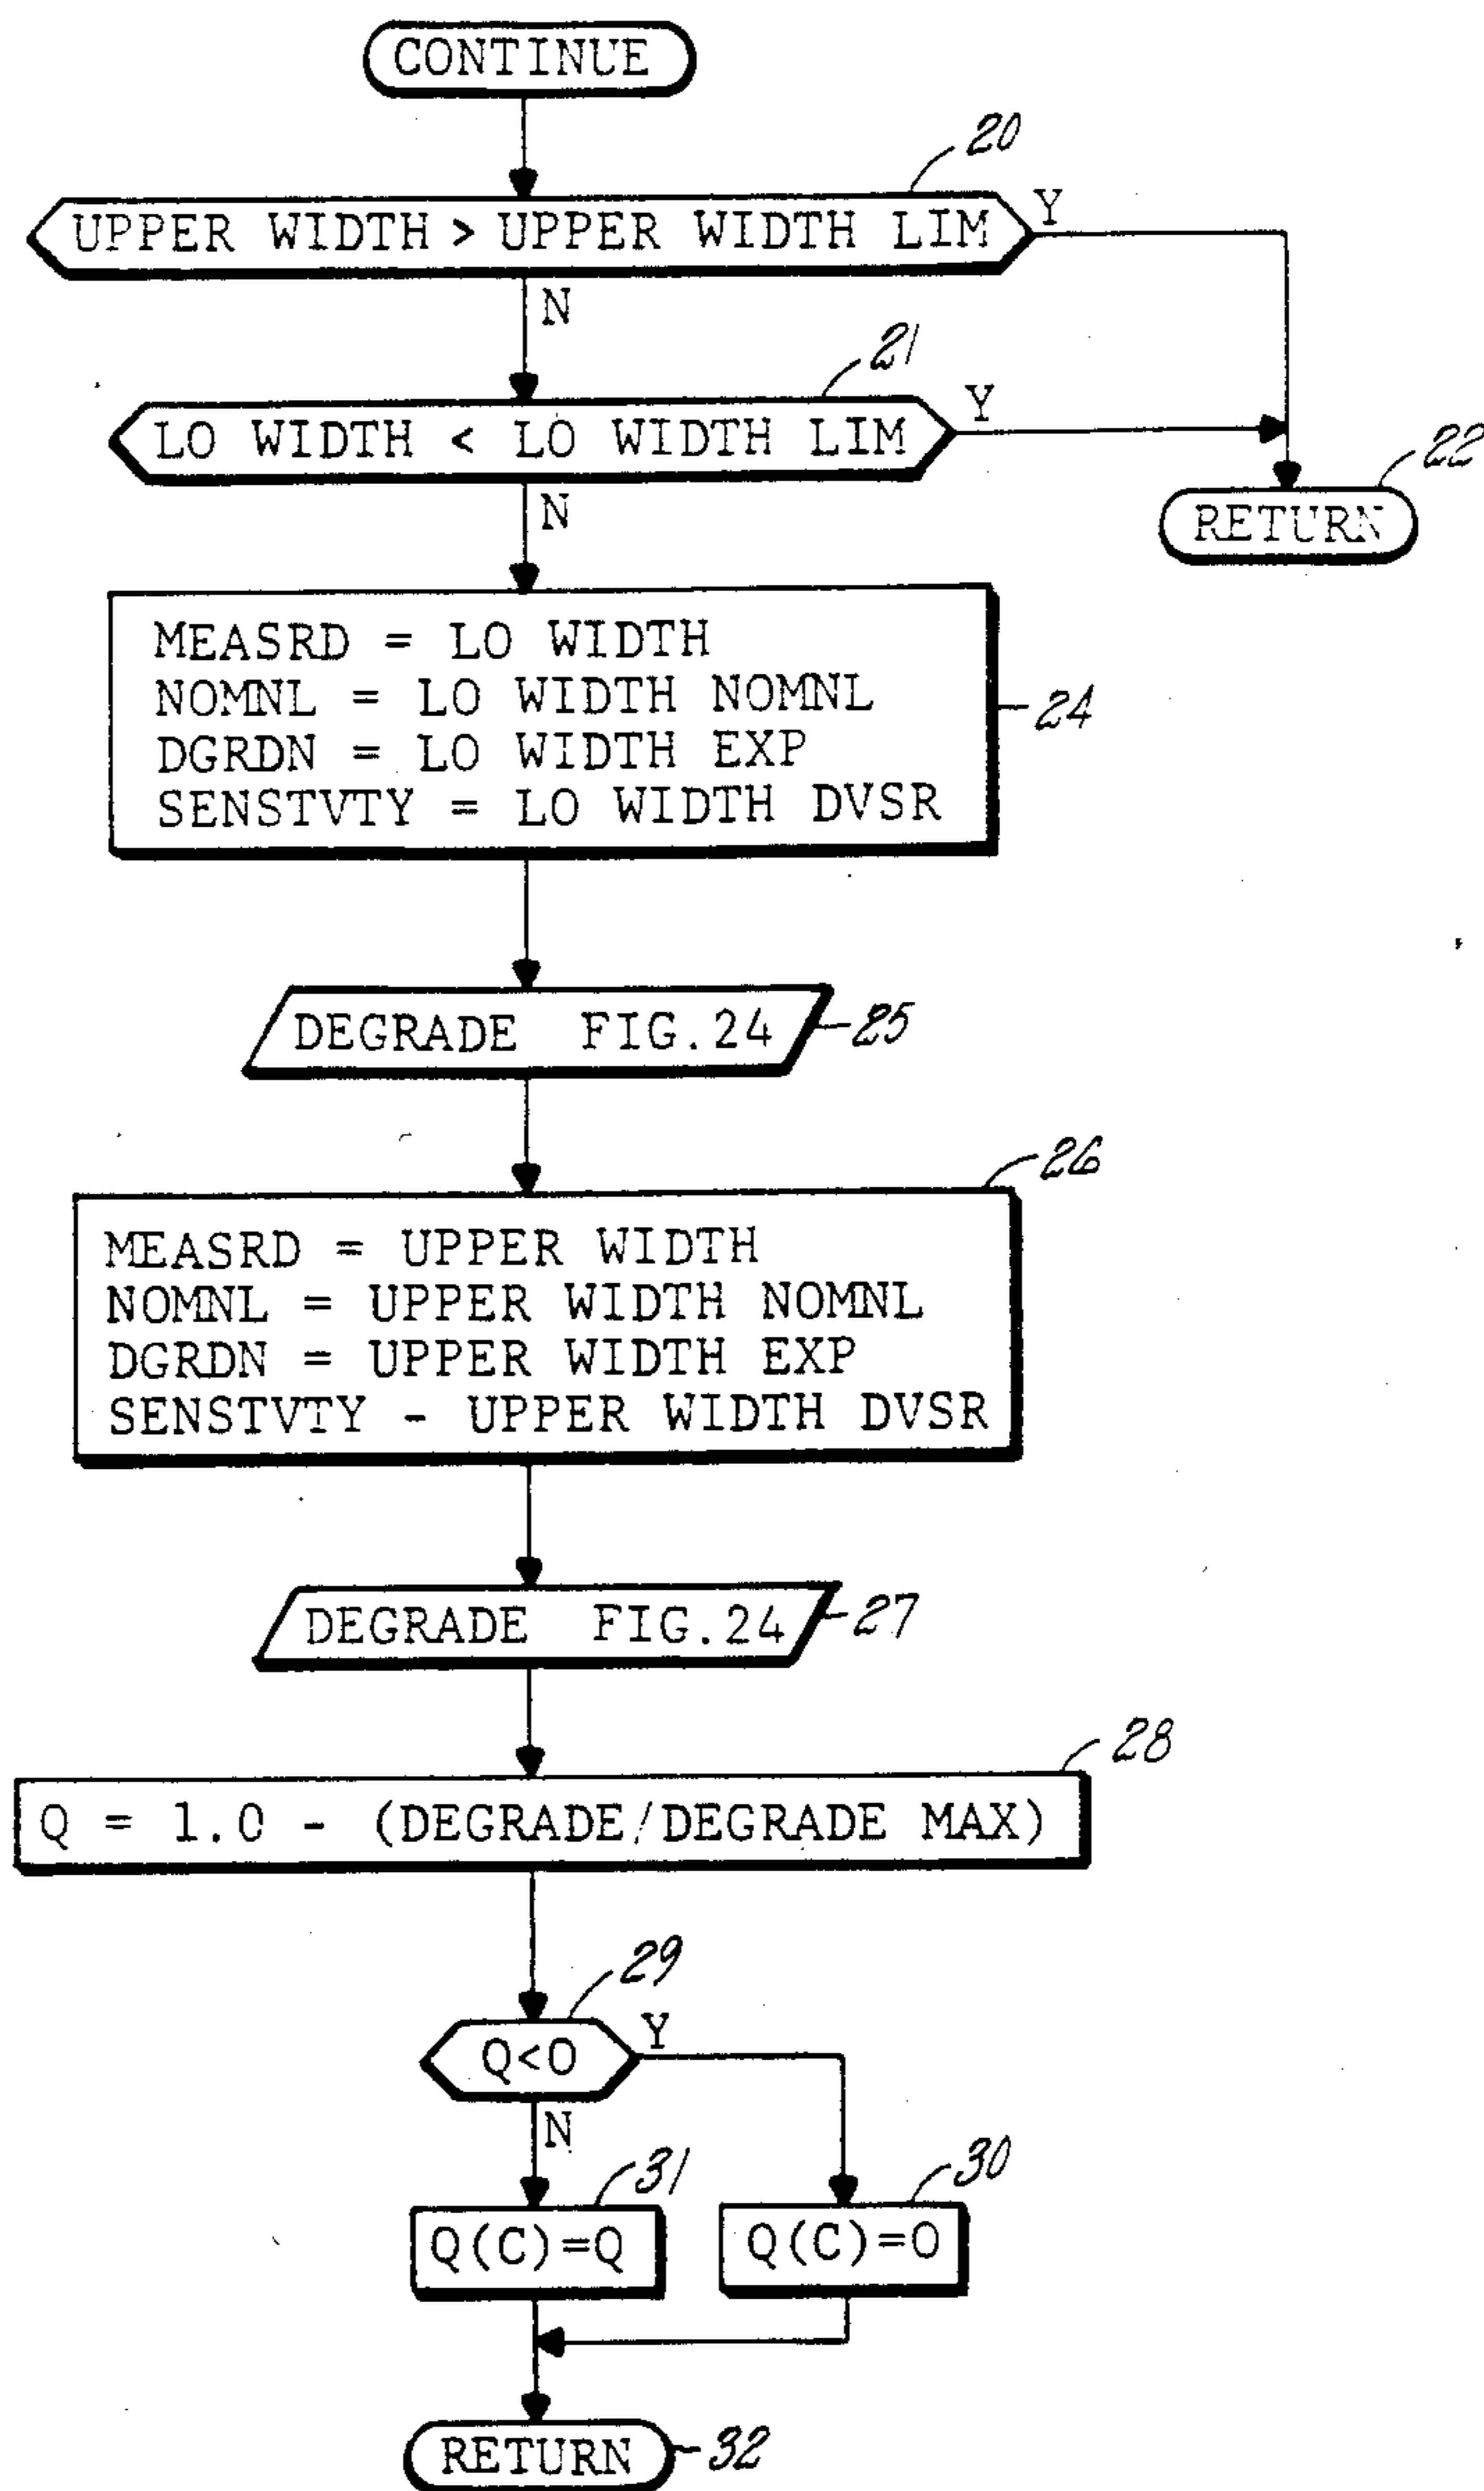 CONTINUE
20
UPPER WIDTH > UPPER WIDTH LIM
Y
N
21
LO WIDTH < LO WIDTH LIM
Y
22
N
RETURN
MEASRD = LO WIDTH
NOMNL = LO WIDTH NOMNL
24
DGRDN = LO WIDTH EXP
SENSTVTY = LO WIDTH DVSR
DEGRADE FIG.24
25
26
MEASRD = UPPER WIDTH
NOMNL = UPPER WIDTH NOMNL
DGRDN = UPPER WIDTH EXP
SENSTVTY - UPPER WIDTH DVSR
DEGRADE FIG.24
27
28
Q = 1.0 - (DEGRADE/DEGRADE MAX)
29
Q<0
Y
N
31
30
Q(C)=Q
Q(C)=0
RETURN
32